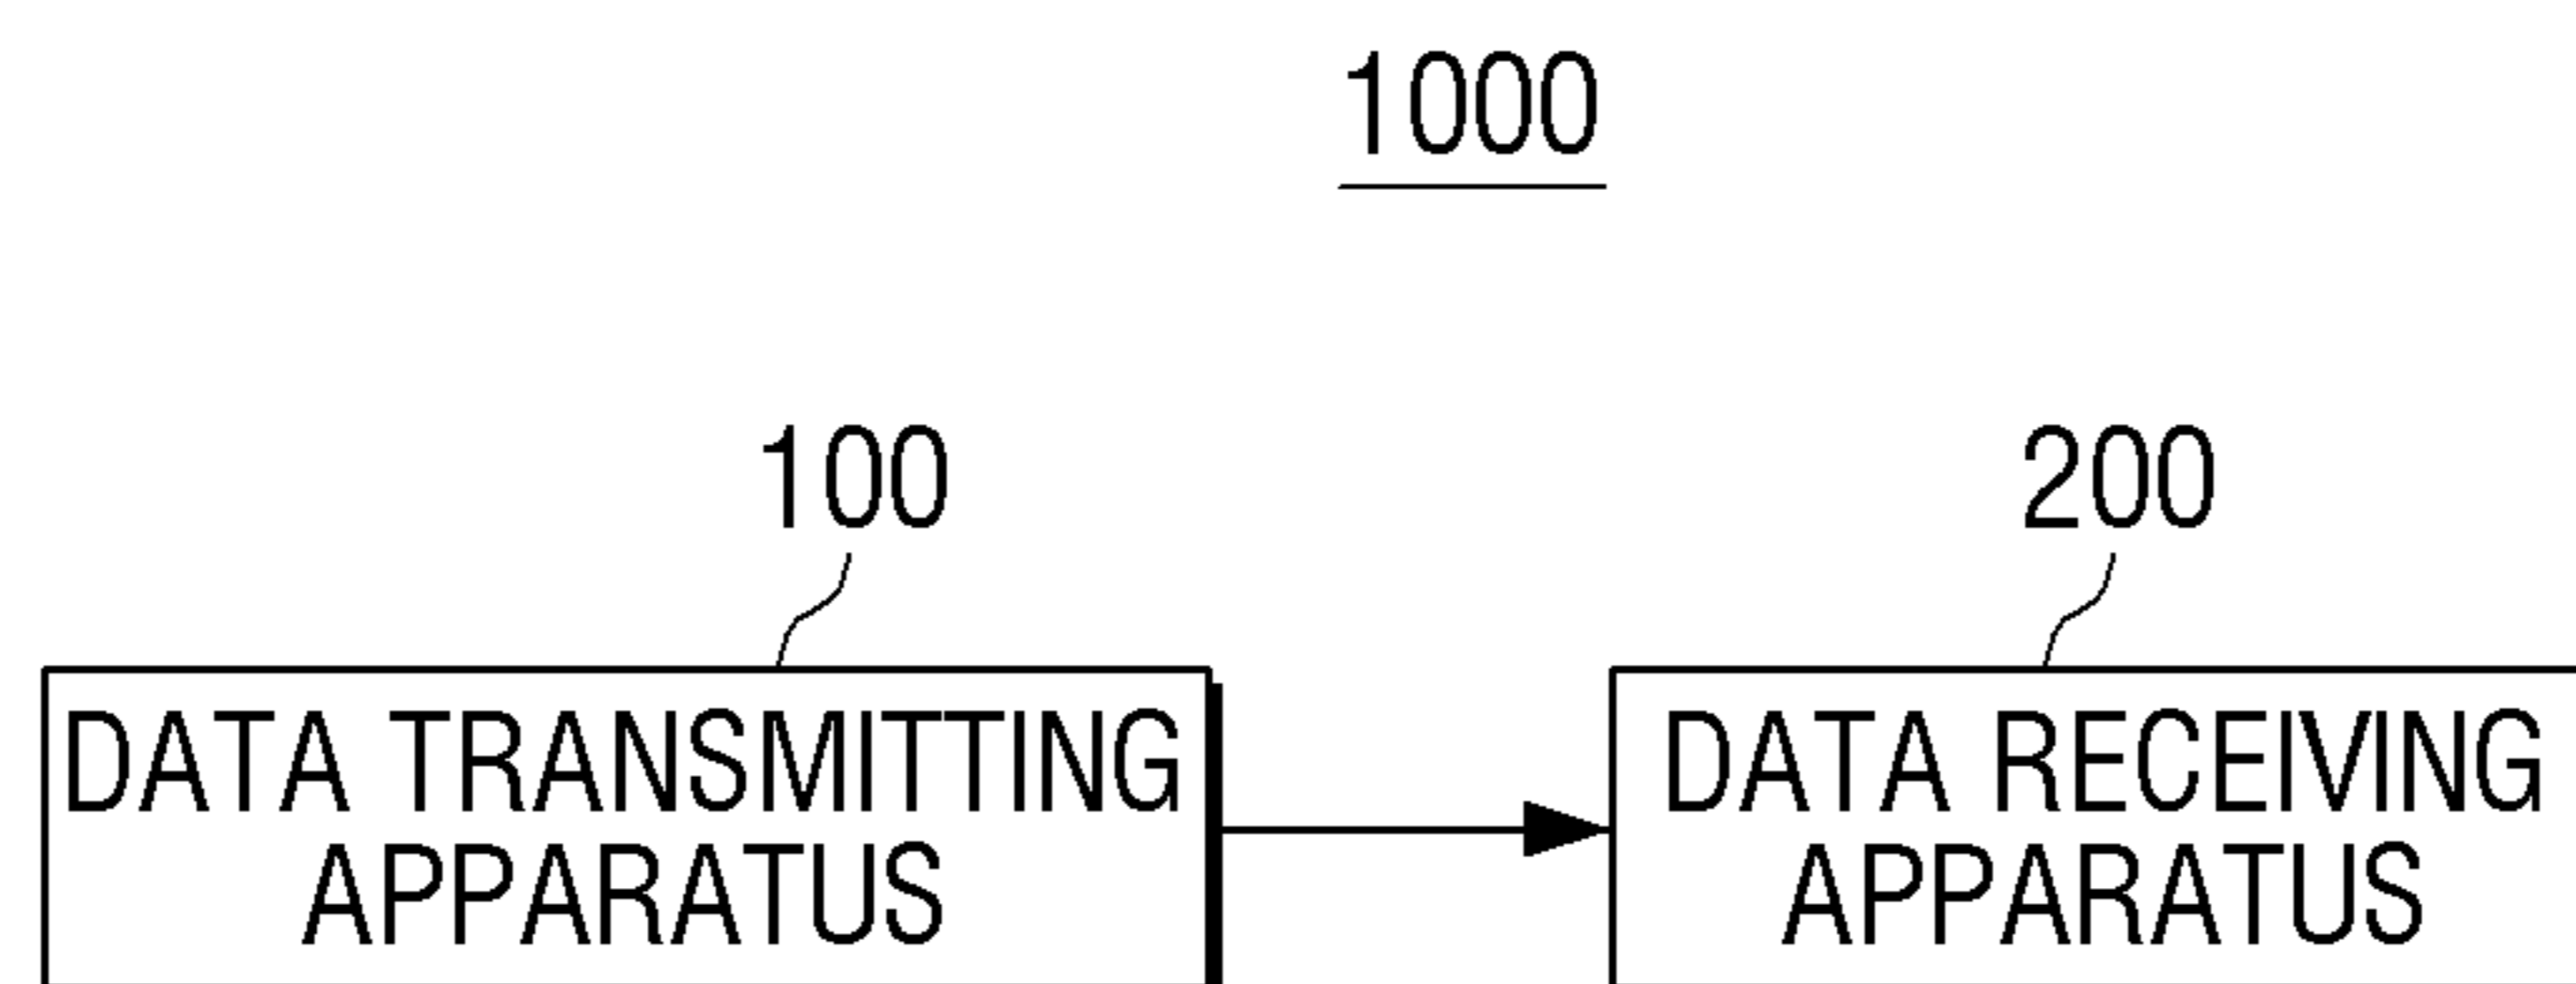 1000
100
200
DATA TRANSMITTING
APPARATUS
DATA RECEIVING
APPARATUS